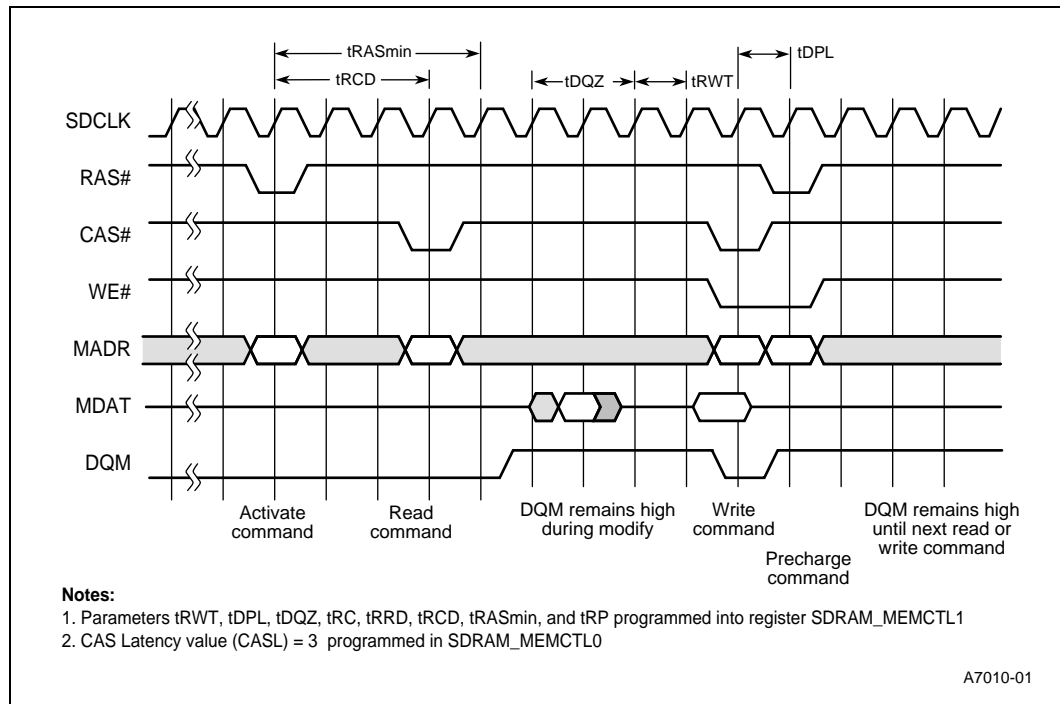 tRASmin
tDPL
tRCD
tDQZ
tRWT
SDCLK
RAS#
CAS#
WE#
MADR
MDAT
DQM
Activate
command
Read
command
DQM remains high
during modify
Write
command
Precharge
command
DQM remains high
until next read or
write command
Notes:
1. Parameters tRWT, tDPL, tDQZ, tRC, tRRD, tRCD, tRASmin, and tRP programmed into register SDRAM_MEMCTL1
2. CAS Latency value (CASL) = 3 programmed in SDRAM_MEMCTL0
A7010-01